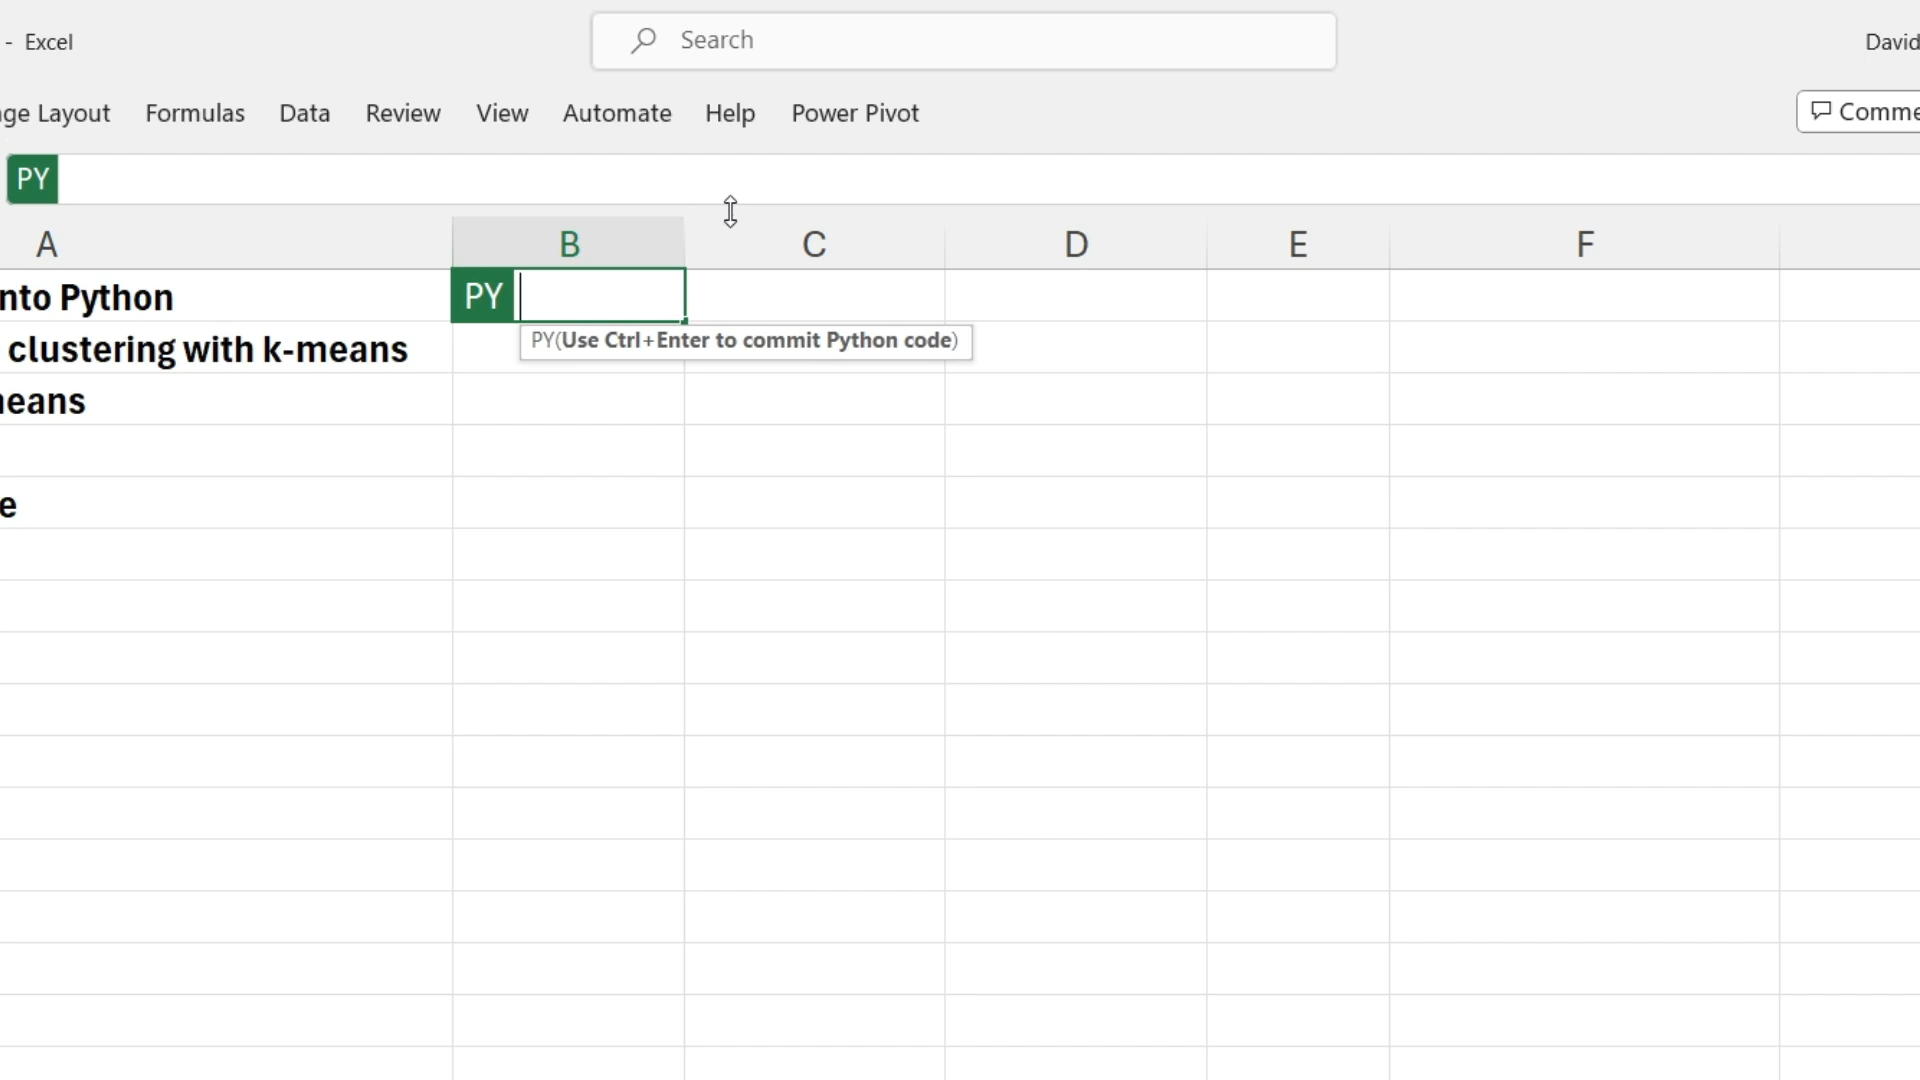 - Excel
Search
David
ge Layout Formulas Data Review View Automate Help Power Pivot
Comme
PY
A B C D E F
nto Python
PY
PY(Use Ctrl+Enter to commit Python code)
clustering with k-means
means
e